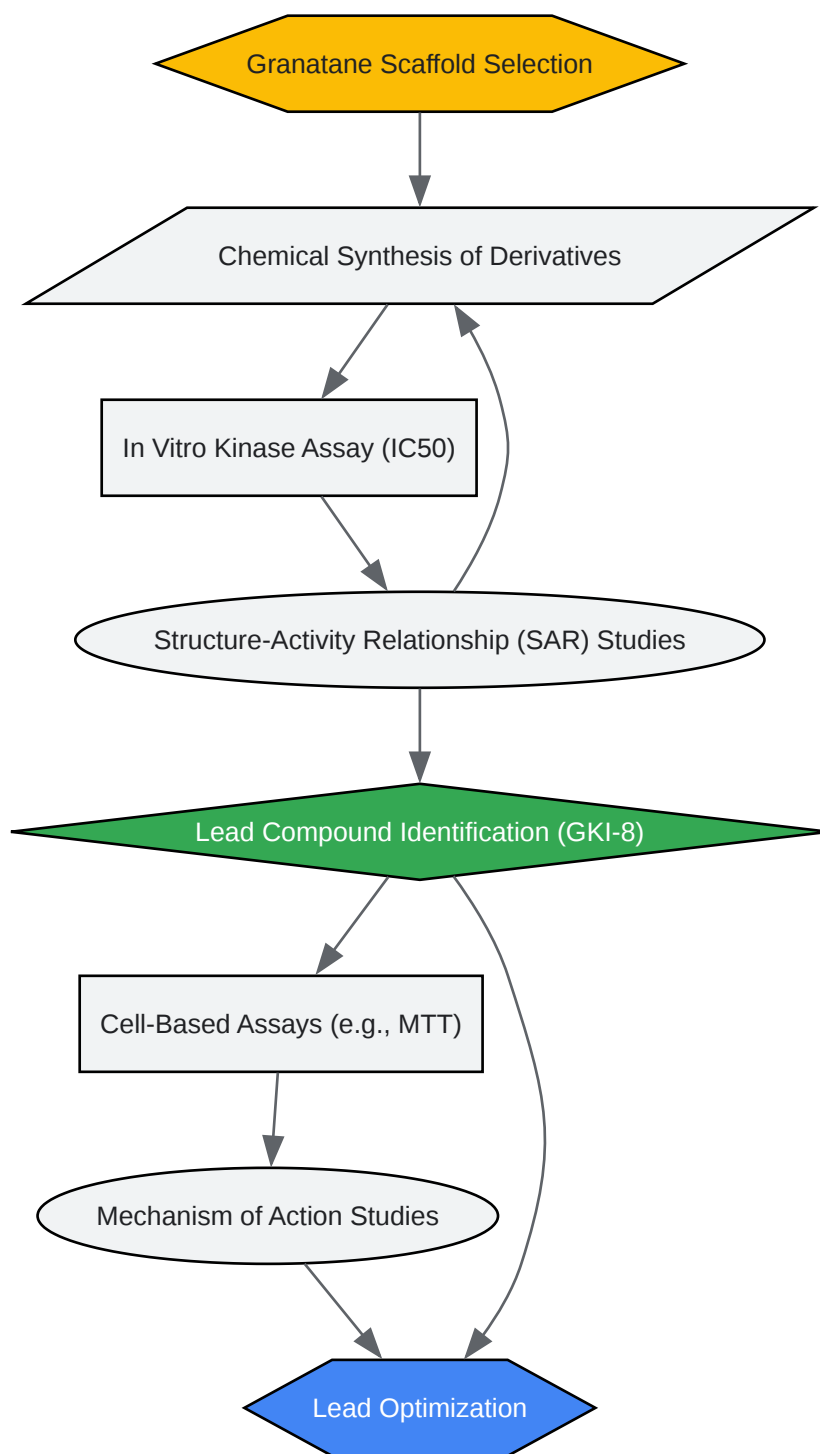 Granatane Scaffold Selection
Chemical Synthesis of Derivatives
In Vitro Kinase Assay (IC50)
Structure-Activity Relationship (SAR) Studies
Lead Compound Identification (GKI-8)
Cell-Based Assays (e.g., MTT)
Mechanism of Action Studies
Lead Optimization